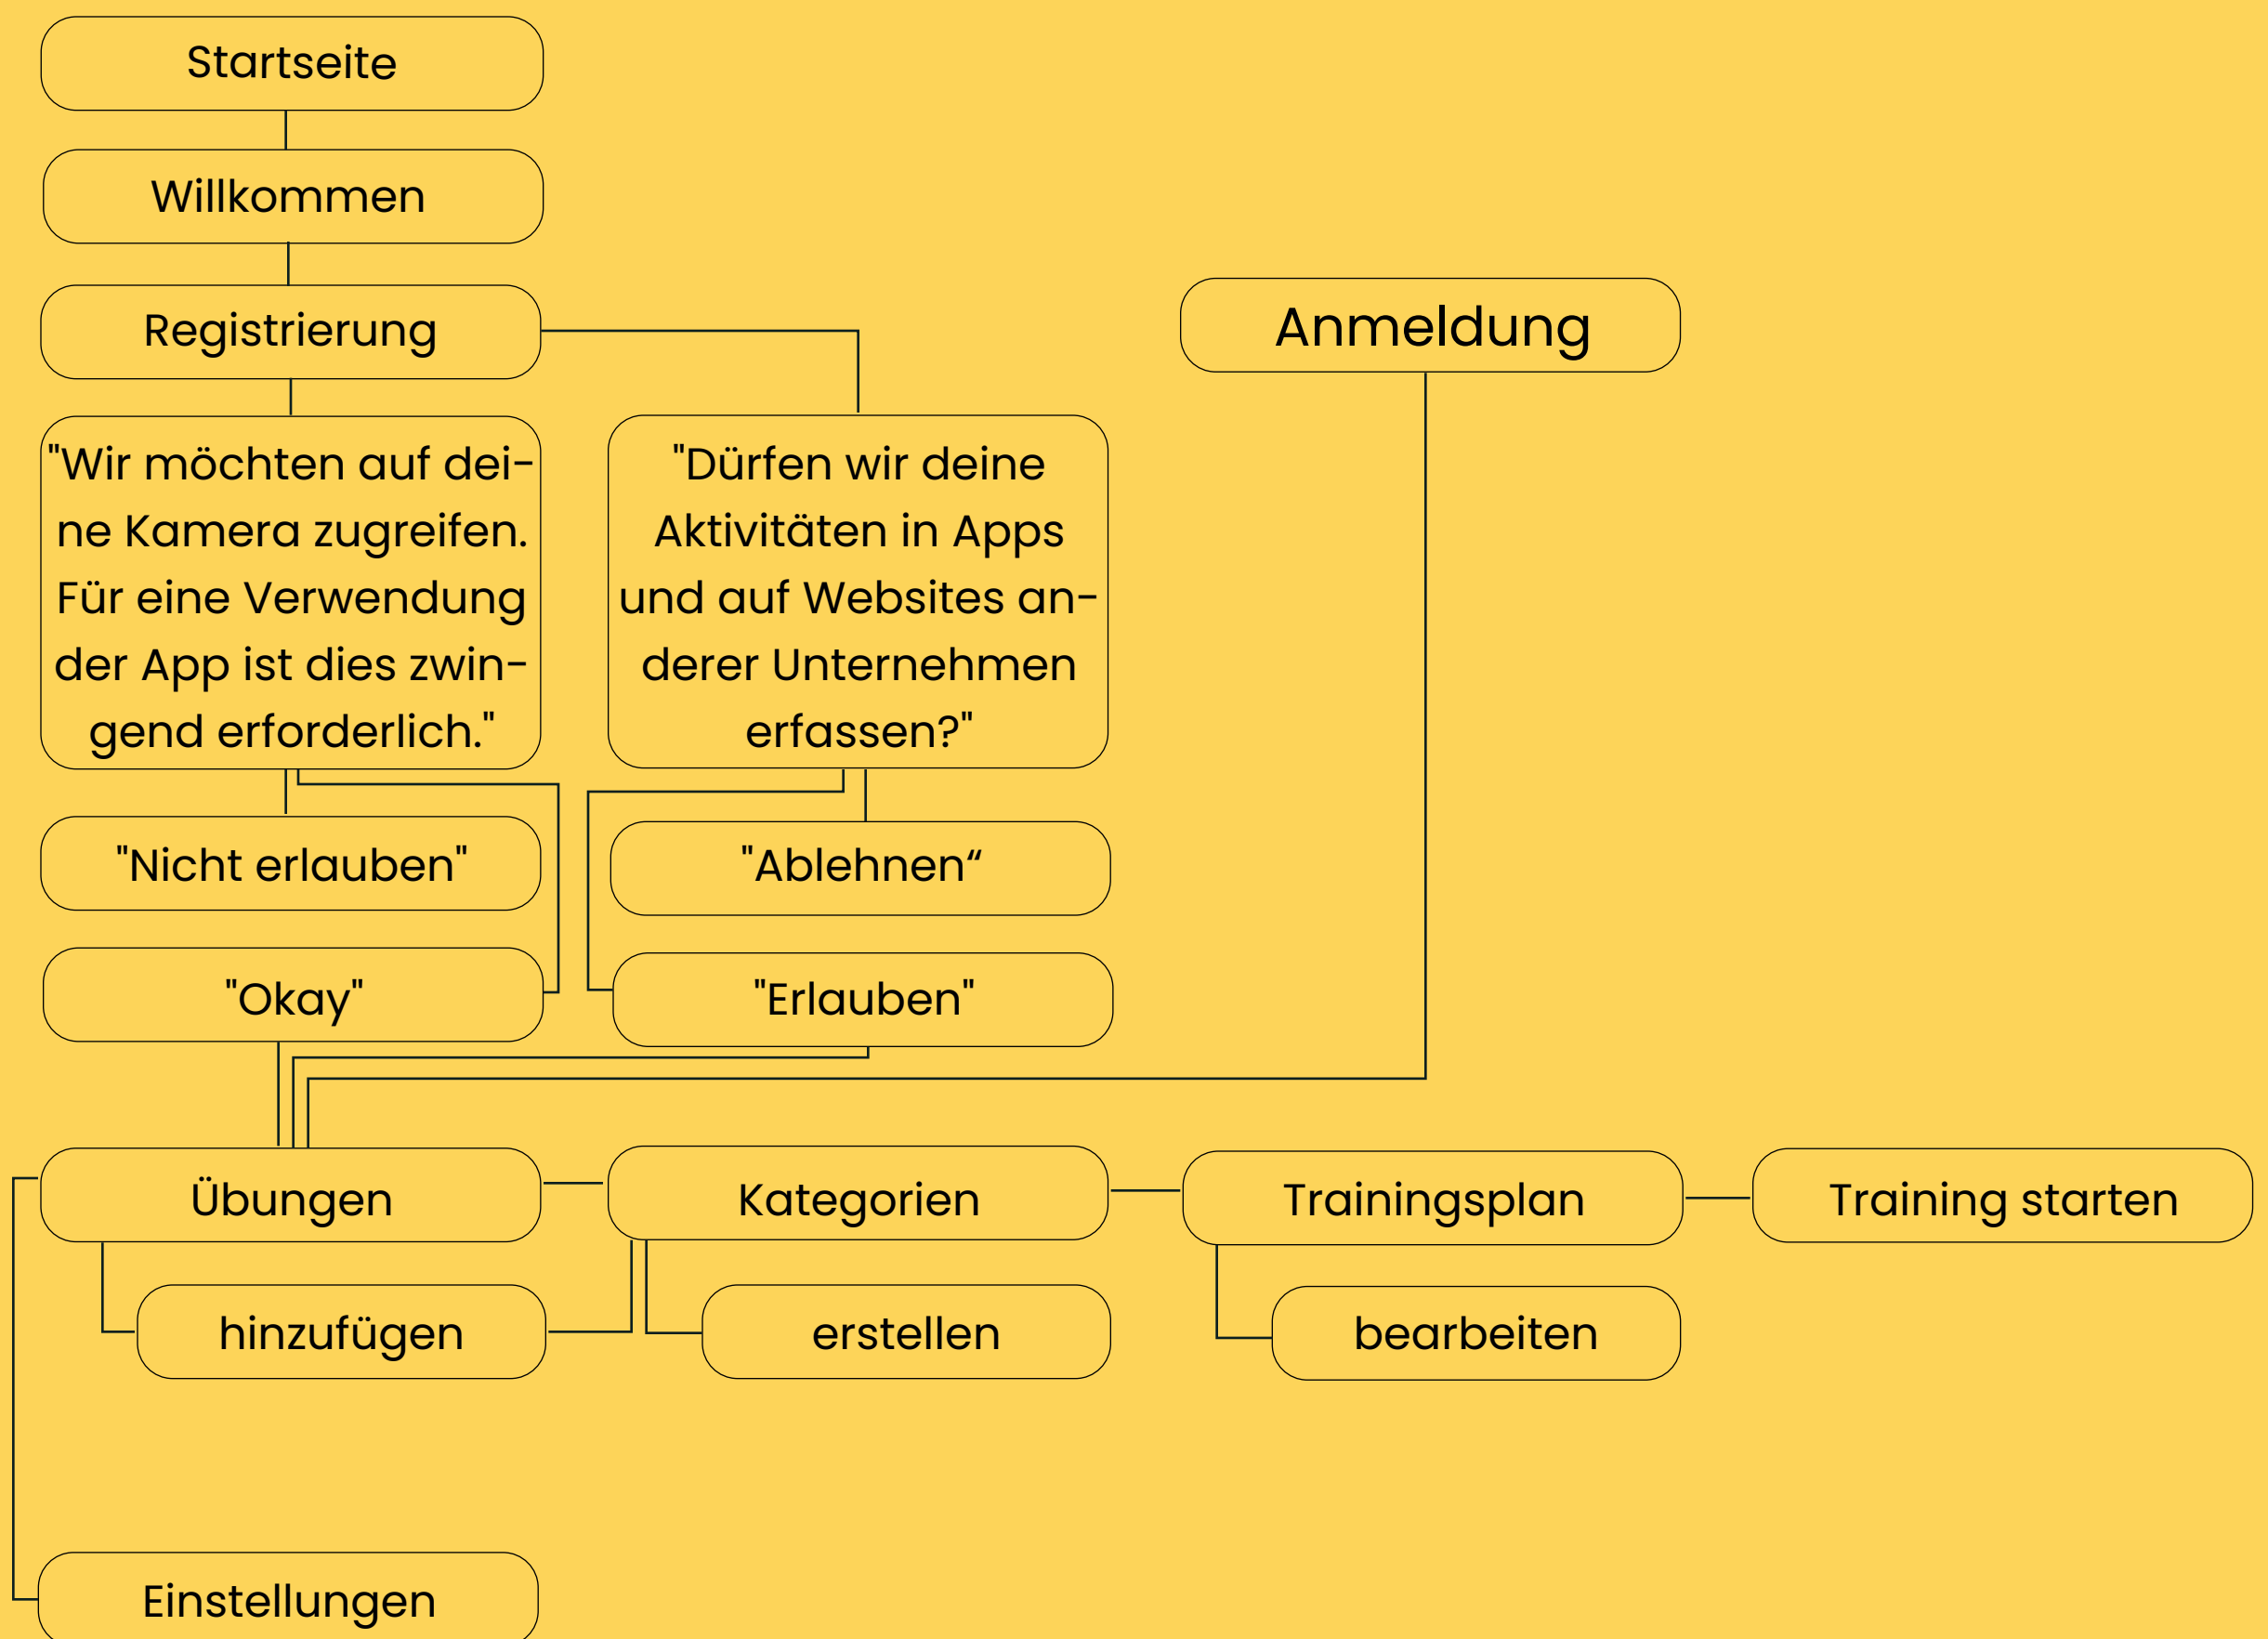 Startseite
Willkommen
Registrierung
Anmeldung
"Wir möchten auf dei-
ne Kamera zugreifen.
Für eine Verwendung
der App ist dies zwin-
gend erforderlich."
"Dürfen wir deine
Aktivitäten in Apps
und auf Websites an-
derer Unternehmen
erfassen?"
"Nicht erlauben"
"Ablehnen“
"Okay"
"Erlauben"
Übungen
Kategorien
Trainingsplan
Training starten
hinzufügen
erstellen
bearbeiten
Einstellungen